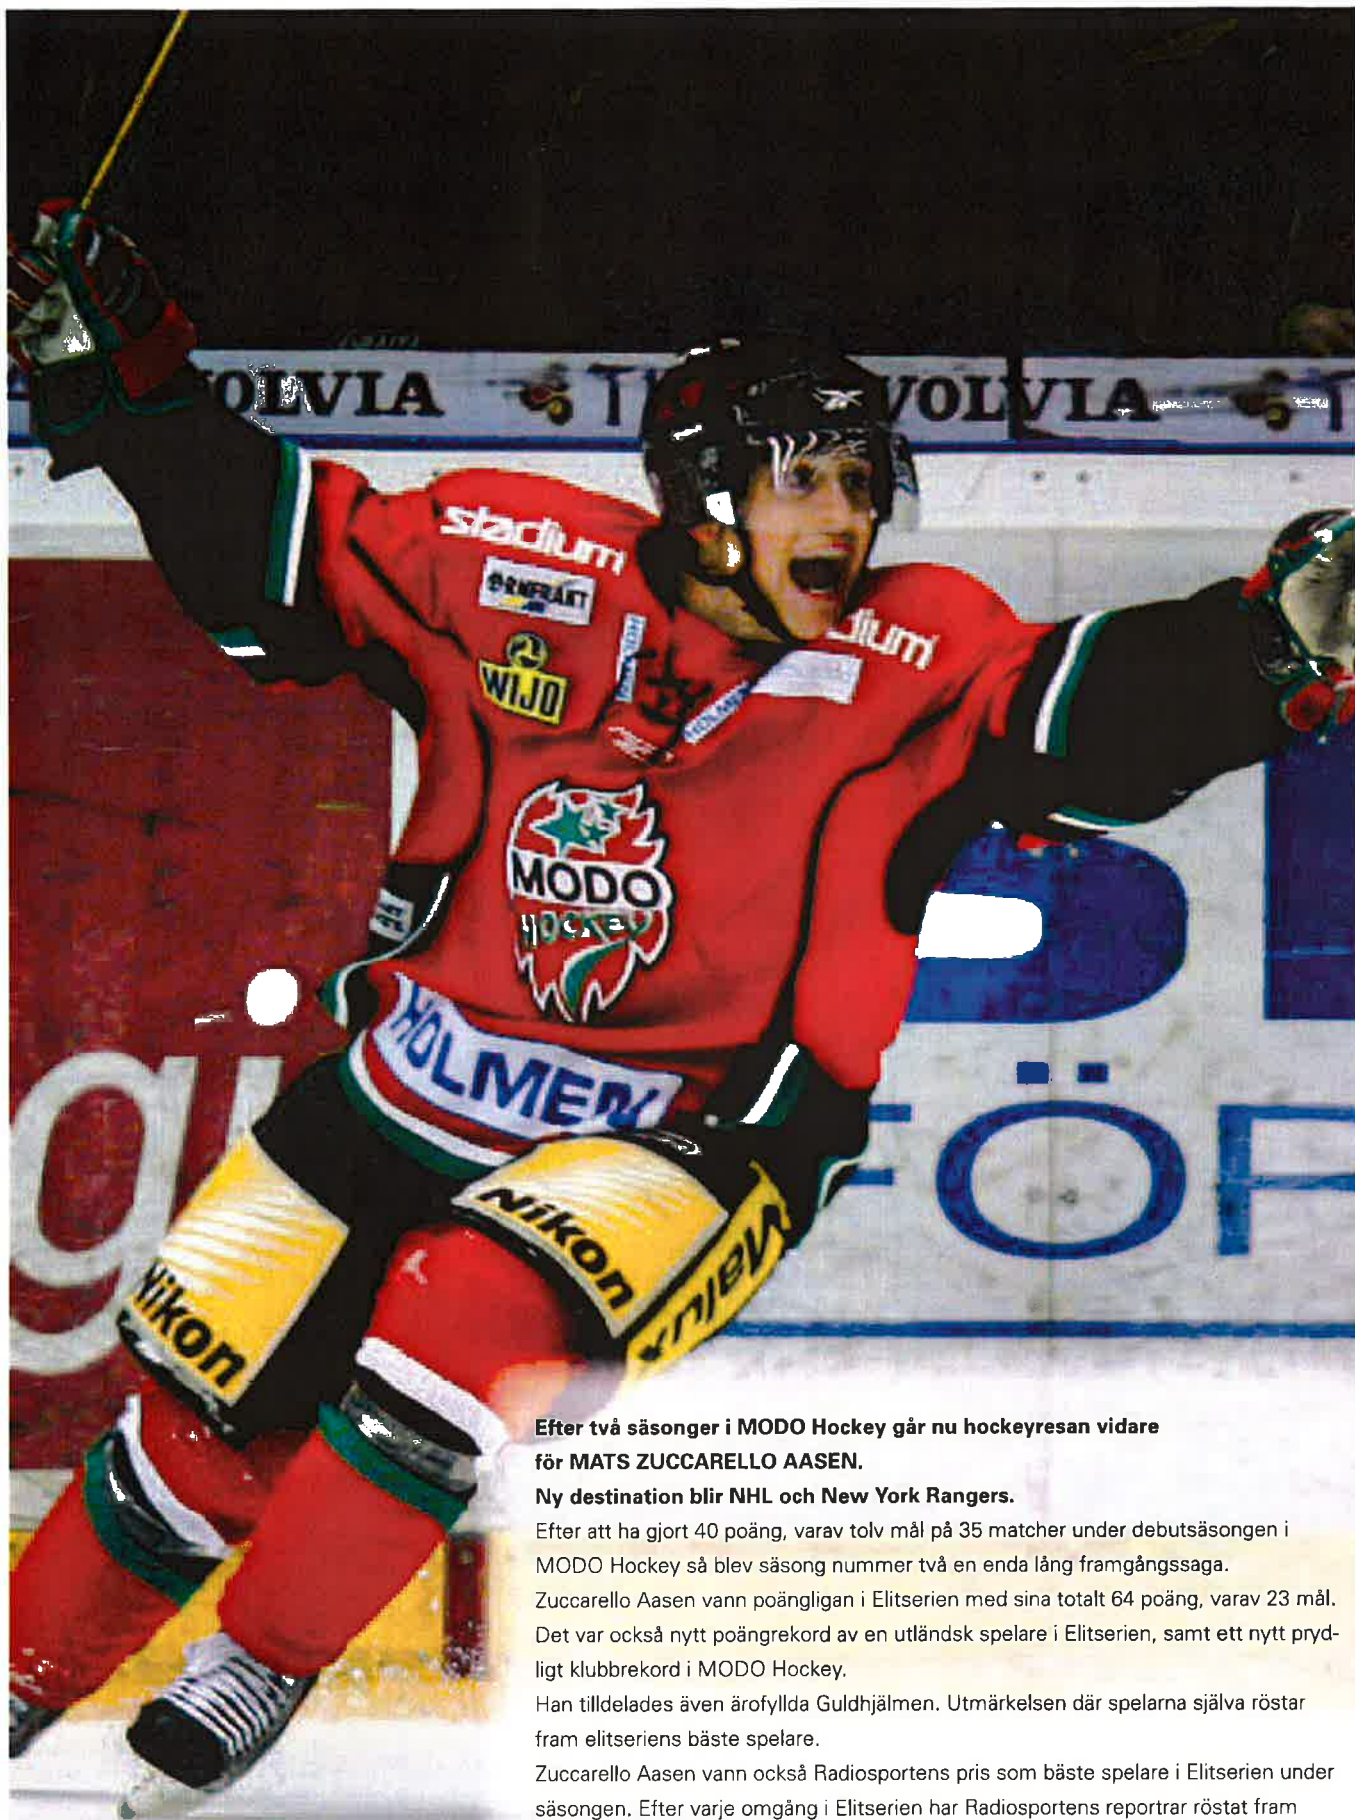 VOLVIA
VOLVIA
stadium
WIJO
HOLMEN
MODO
HOCKEY
HOLMEN
gi
FÖR
Nikon
Nikon
Efter två säsonger i MODO Hockey går nu hockeyresan vidare
för MATS ZUCCARELLO AASEN.
Ny destination blir NHL och New York Rangers.
Efter att ha gjort 40 poäng, varav tolv mål på 35 matcher under debutsäsongen i
MODO Hockey så blev säsong nummer två en enda lång framgångssaga.
Zuccarello Aasen vann poängligan i Elitserien med sina totalt 64 poäng, varav 23 mål.
Det var också nytt poängrekord av en utländsk spelare i Elitserien, samt ett nytt pryd-
ligt klubbrekord i MODO Hockey.
Han tilldelades även ärofyllda Guldhjälmen. Utmärkelsen där spelarna själva röstar
fram elitseriens bäste spelare.
Zuccarello Aasen vann också Radiosportens pris som bäste spelare i Elitserien under
säsongen. Efter varje omgång i Elitserien har Radiosportens reportrar röstat fram